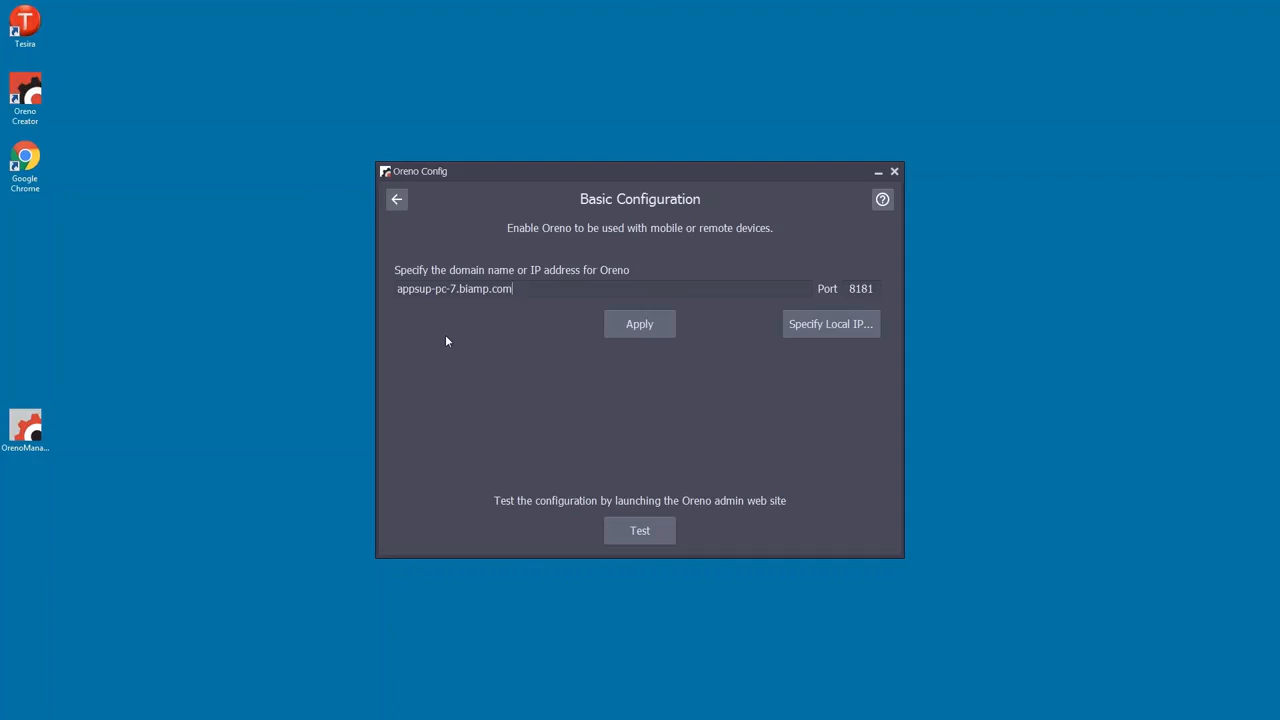 Tesira
Oreno
Creator
Google
Chrome
OrenoMana...
Oreno Config
Basic Configuration
Enable Oreno to be used with mobile or remote devices.
Specify the domain name or IP address for Oreno
appsup-pc-7.biamp.com Port 8181
Apply Specify Local IP...
Test the configuration by launching the Oreno admin web site
Test